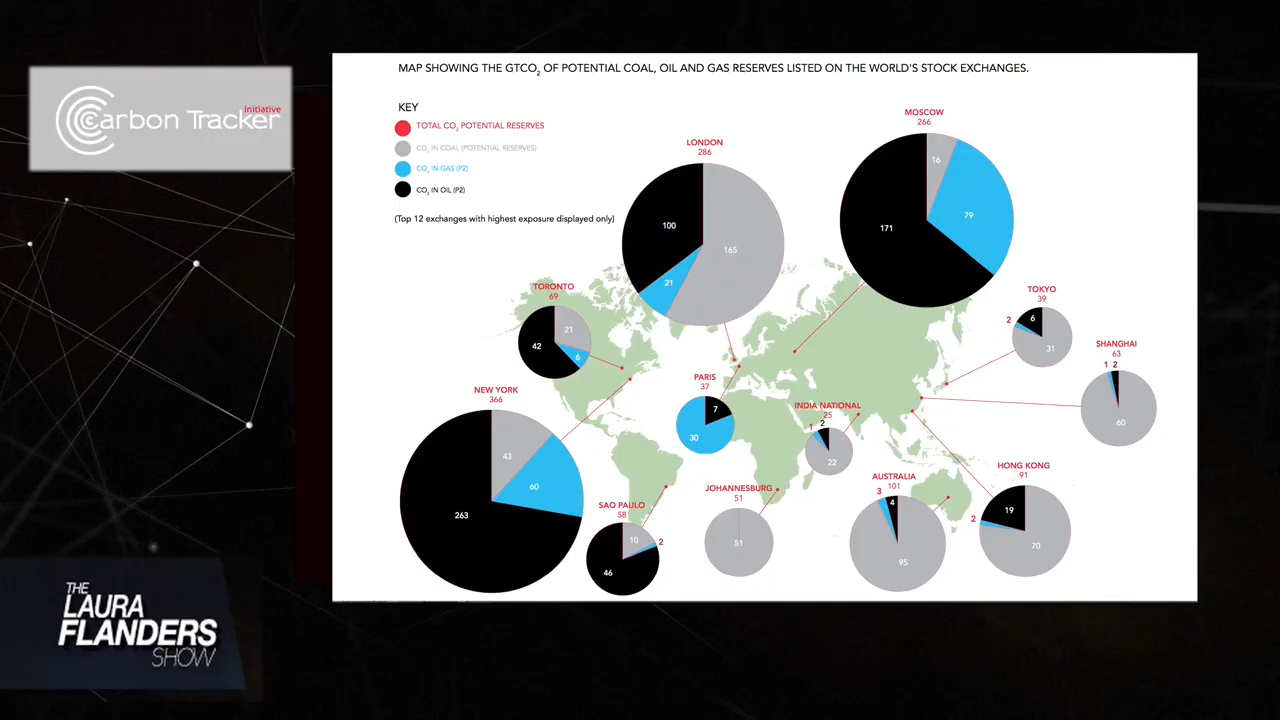 Initiative
Carbon Tracker
THE
LAURA
FLANDERS
SHOW
MAP SHOWING THE GTCO2 OF POTENTIAL COAL, OIL AND GAS RESERVES LISTED ON THE WORLD'S STOCK EXCHANGES.
KEY
TOTAL CO2 POTENTIAL RESERVES
CO2 IN COAL (POTENTIAL RESERVES)
CO2 IN GAS (P2)
CO2 IN OIL (P2)
(Top 12 exchanges with highest exposure displayed only)
LONDON
286
100
165
21
MOSCOW
266
16
79
171
TORONTO
69
21
42
6
TOKYO
39
2
6
31
SHANGHAI
63
1 2
60
NEW YORK
366
43
60
263
PARIS
37
7
30
INDIA NATIONAL
25
1
2
22
SAO PAULO
58
10
2
46
JOHANNESBURG
51
51
AUSTRALIA
101
3
4
95
HONG KONG
91
19
2
70